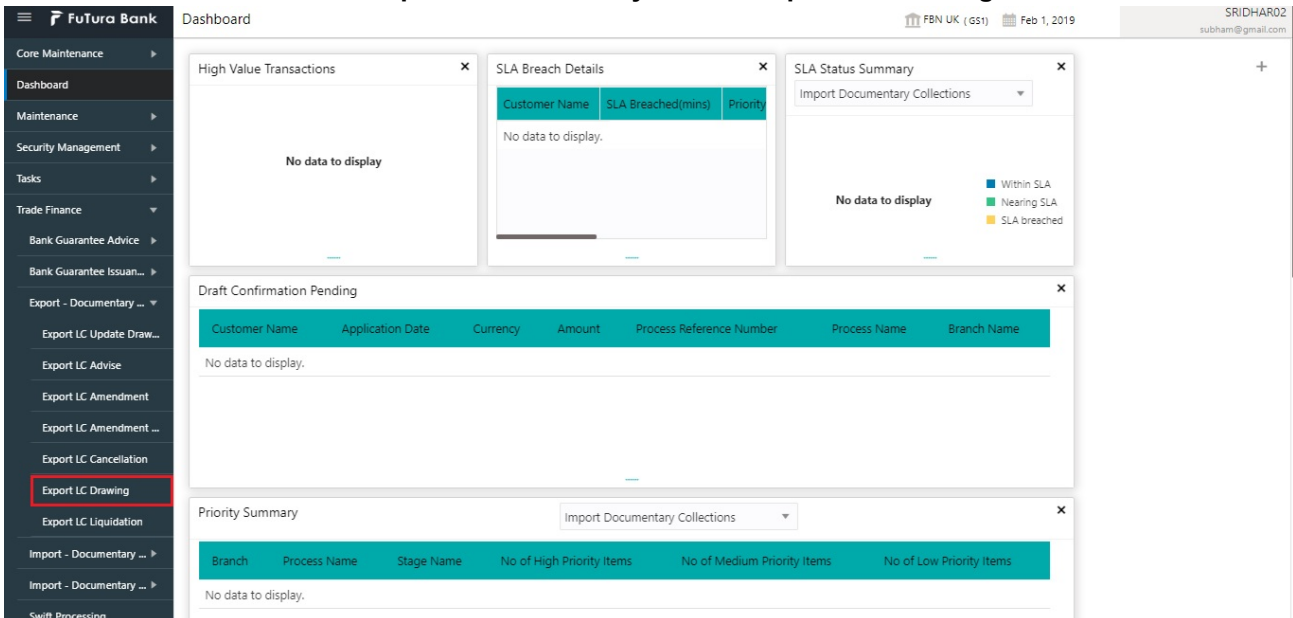 FuTura Bank
Dashboard
FBN UK ( GS1)
Feb 1, 2019
SRIDHAR02
subham@gmail.com
Core Maintenance
Dashboard
Maintenance
Security Management
Tasks
Trade Finance
Bank Guarantee Advice
Bank Guarantee Issuan...
Export - Documentary ...
Export LC Update Draw...
Export LC Advise
Export LC Amendment
Export LC Amendment ...
Export LC Cancellation
Export LC Drawing
Export LC Liquidation
Import - Documentary ...
Import - Documentary ...
Swift Processing
High Value Transactions
No data to display
SLA Breach Details
Customer Name SLA Breached(mins) Priority
No data to display.
SLA Status Summary
Import Documentary Collections
No data to display
Within SLA
Nearing SLA
SLA breached
Draft Confirmation Pending
Customer Name Application Date Currency Amount Process Reference Number Process Name Branch Name
No data to display.
Priority Summary
Import Documentary Collections
Branch Process Name Stage Name No of High Priority Items No of Medium Priority Items No of Low Priority Items
No data to display.